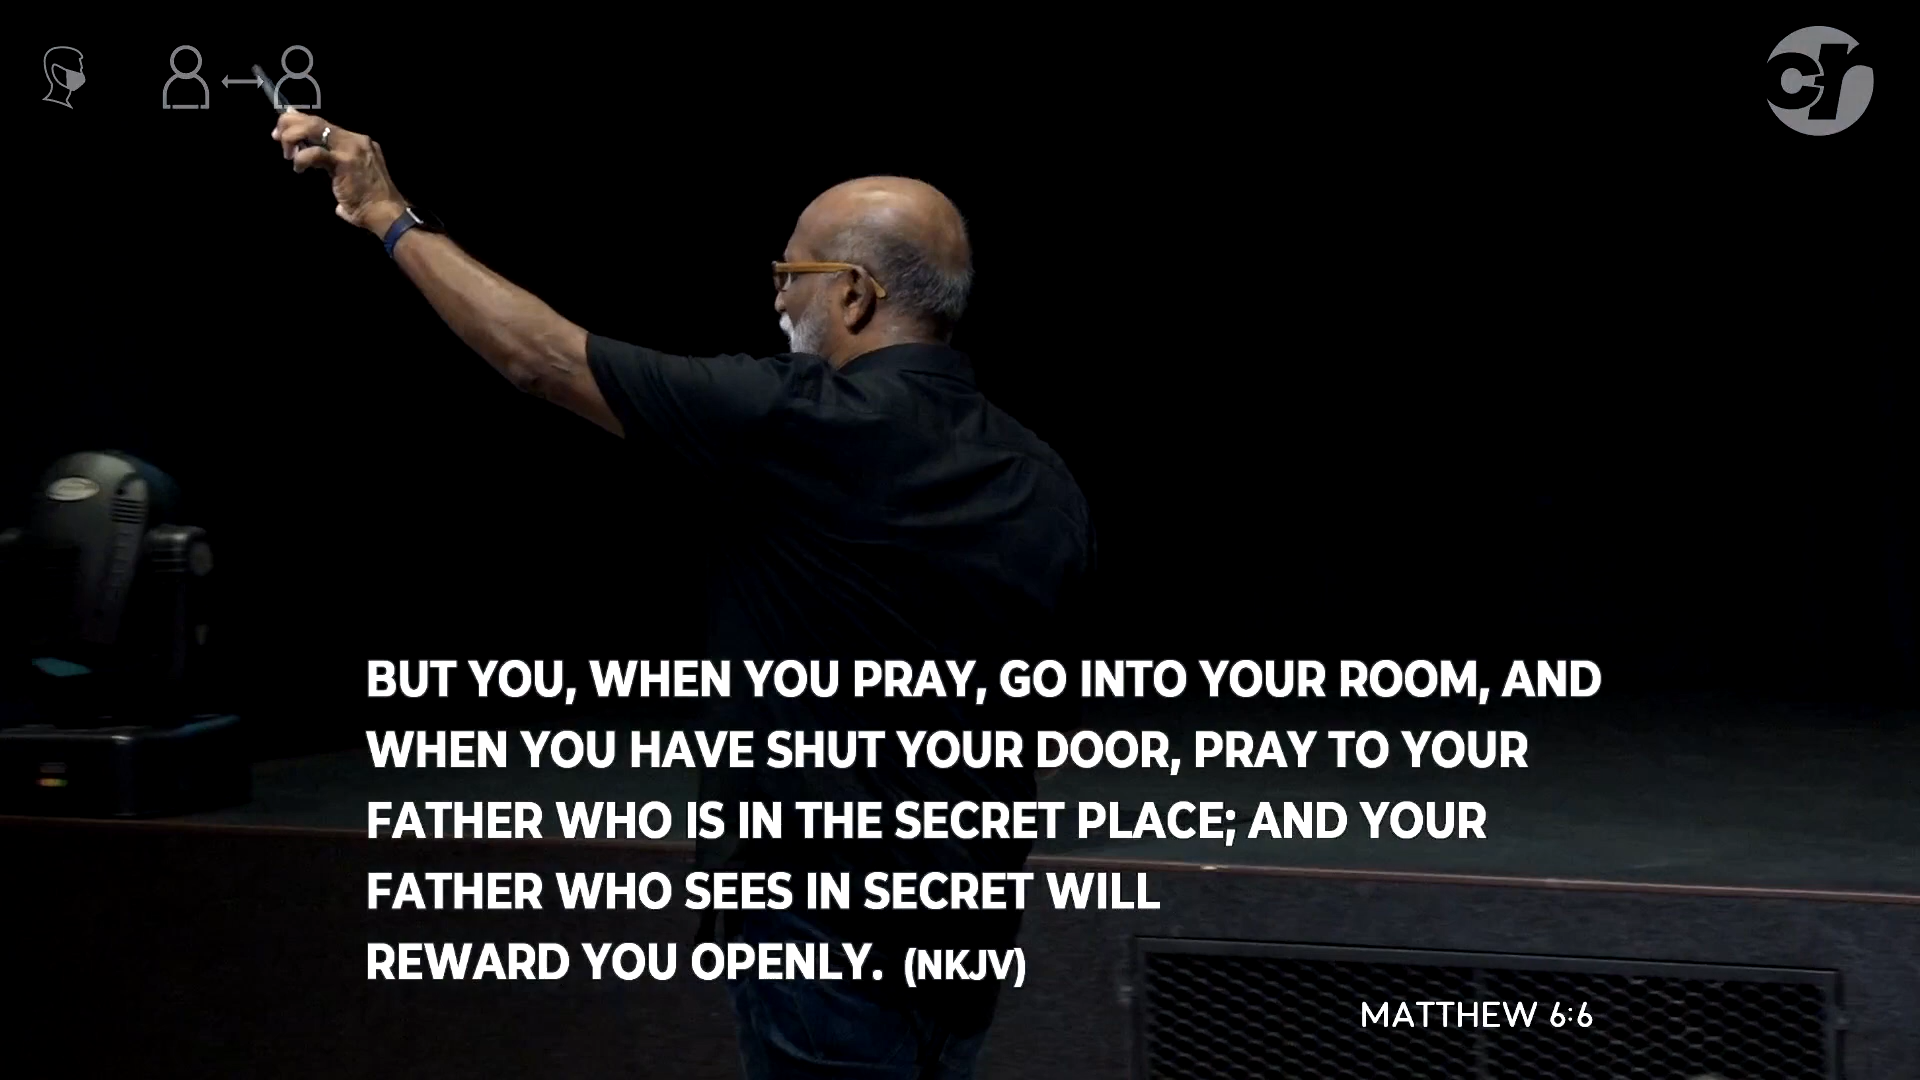 BUT YOU, WHEN YOU PRAY, GO INTO YOUR ROOM, AND
WHEN YOU HAVE SHUT YOUR DOOR, PRAY TO YOUR
FATHER WHO IS IN THE SECRET PLACE; AND YOUR
FATHER WHO SEES IN SECRET WILL
REWARD YOU OPENLY. (NKJV)
MATTHEW 6:6